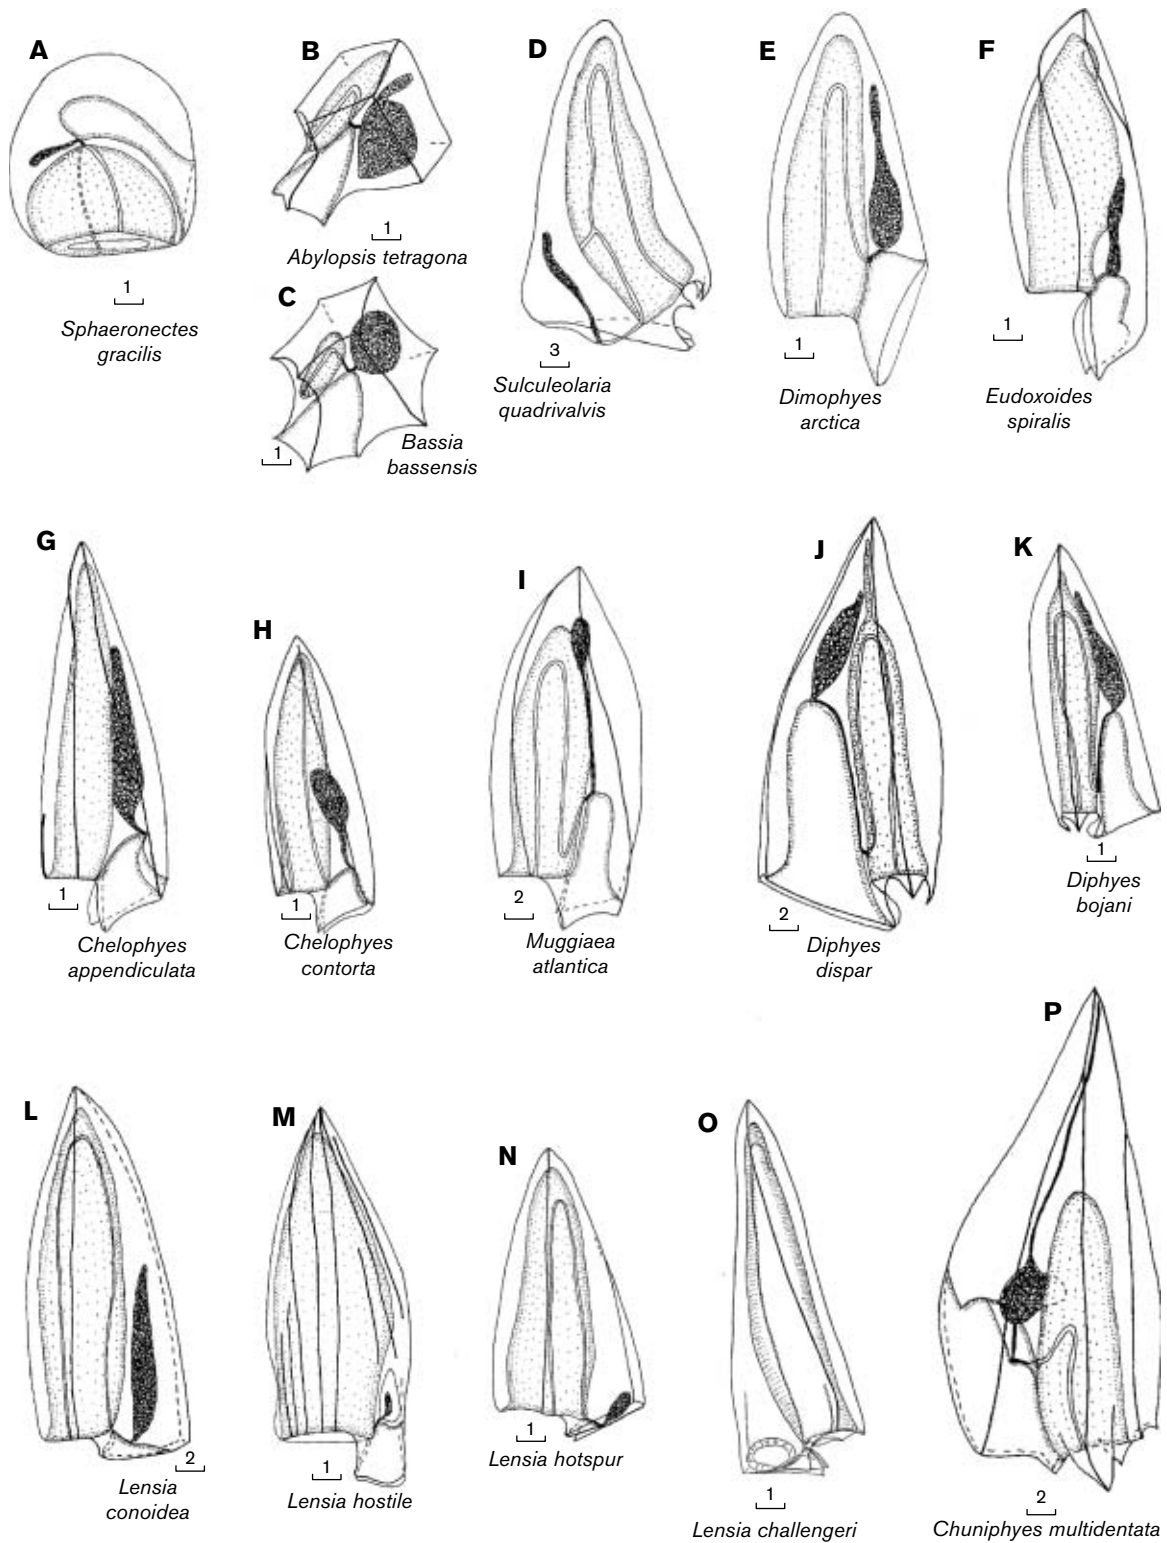 A
1
Sphaeronectes
gracilis
B
1
Abylopsis tetragona
C
1
Bassia
bassensis
D
3
Sulculeolaria
quadrivalvis
E
1
Dimophyes
arctica
F
1
Eudoxoides
spiralis
G
1
Chelophyes
appendiculata
H
1
Chelophyes
contorta
I
2
Muggiaea
atlantica
J
2
Diphyes
dispar
K
1
Diphyes
bojani
L
2
Lensia
conoidea
M
1
Lensia hostile
N
1
Lensia hotspur
O
1
Lensia challengeri
P
2
Chuniphyes multidentata